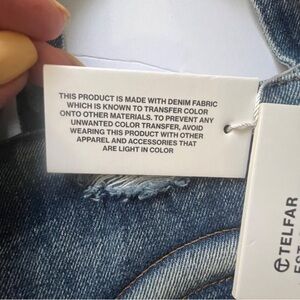 THIS PRODUCT IS MADE WITH DENIM FABRIC
WHICH IS KNOWN TO TRANSFER COLOR
ONTO OTHER MATERIALS. TO PREVENT ANY
UNWANTED COLOR TRANSFER, AVOID
WEARING THIS PRODUCT WITH OTHER
APPAREL AND ACCESSORIES THAT
ARE LIGHT IN COLOR
TELFAR
EST.